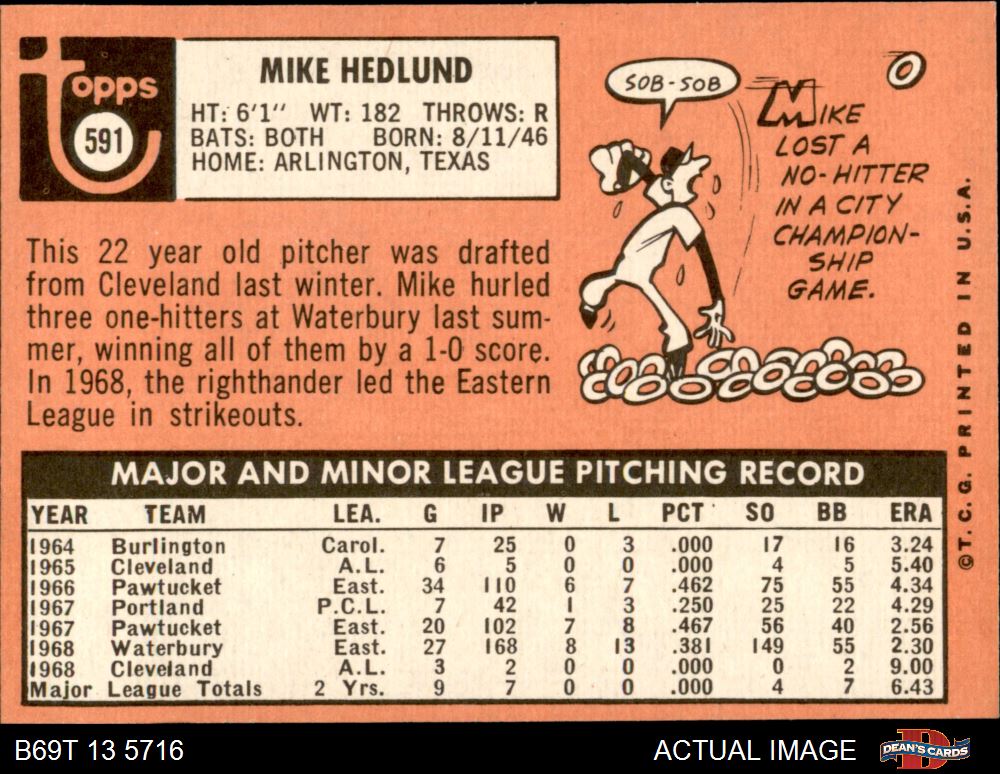 Topps
591
MIKE HEDLUND
HT: 6'1" WT: 182 THROWS: R
BATS: BOTH BORN: 8/11/46
HOME: ARLINGTON, TEXAS
This 22 year old pitcher was drafted
from Cleveland last winter. Mike hurled
three one-hitters at Waterbury last sum-
mer, winning all of them by a 1-0 score.
In 1968, the righthander led the Eastern
League in strikeouts.
SOB-SOB
MIKE
LOST A
NO-HITTER
IN A CITY
CHAMPION-
SHIP
GAME.
©T.C.G. PRINTED IN U.S.A.
MAJOR AND MINOR LEAGUE PITCHING RECORD
YEAR TEAM LEA. G IP W L PCT SO BB ERA
1964 Burlington Carol. 7 25 0 3 .000 17 16 3.24
1965 Cleveland A.L. 6 5 0 0 .000 4 5 5.40
1966 Pawtucket East. 34 110 6 7 .462 75 55 4.34
1967 Portland P.C.L. 7 42 1 3 .250 25 22 4.29
1967 Pawtucket East. 20 102 7 8 .467 56 40 2.56
1968 Waterbury East. 27 168 8 13 .381 149 55 2.30
1968 Cleveland A.L. 3 2 0 0 .000 0 2 9.00
Major League Totals 2 Yrs. 9 7 0 0 .000 4 7 6.43
B69T 13 5716 ACTUAL IMAGE
DEAN'S CARDS